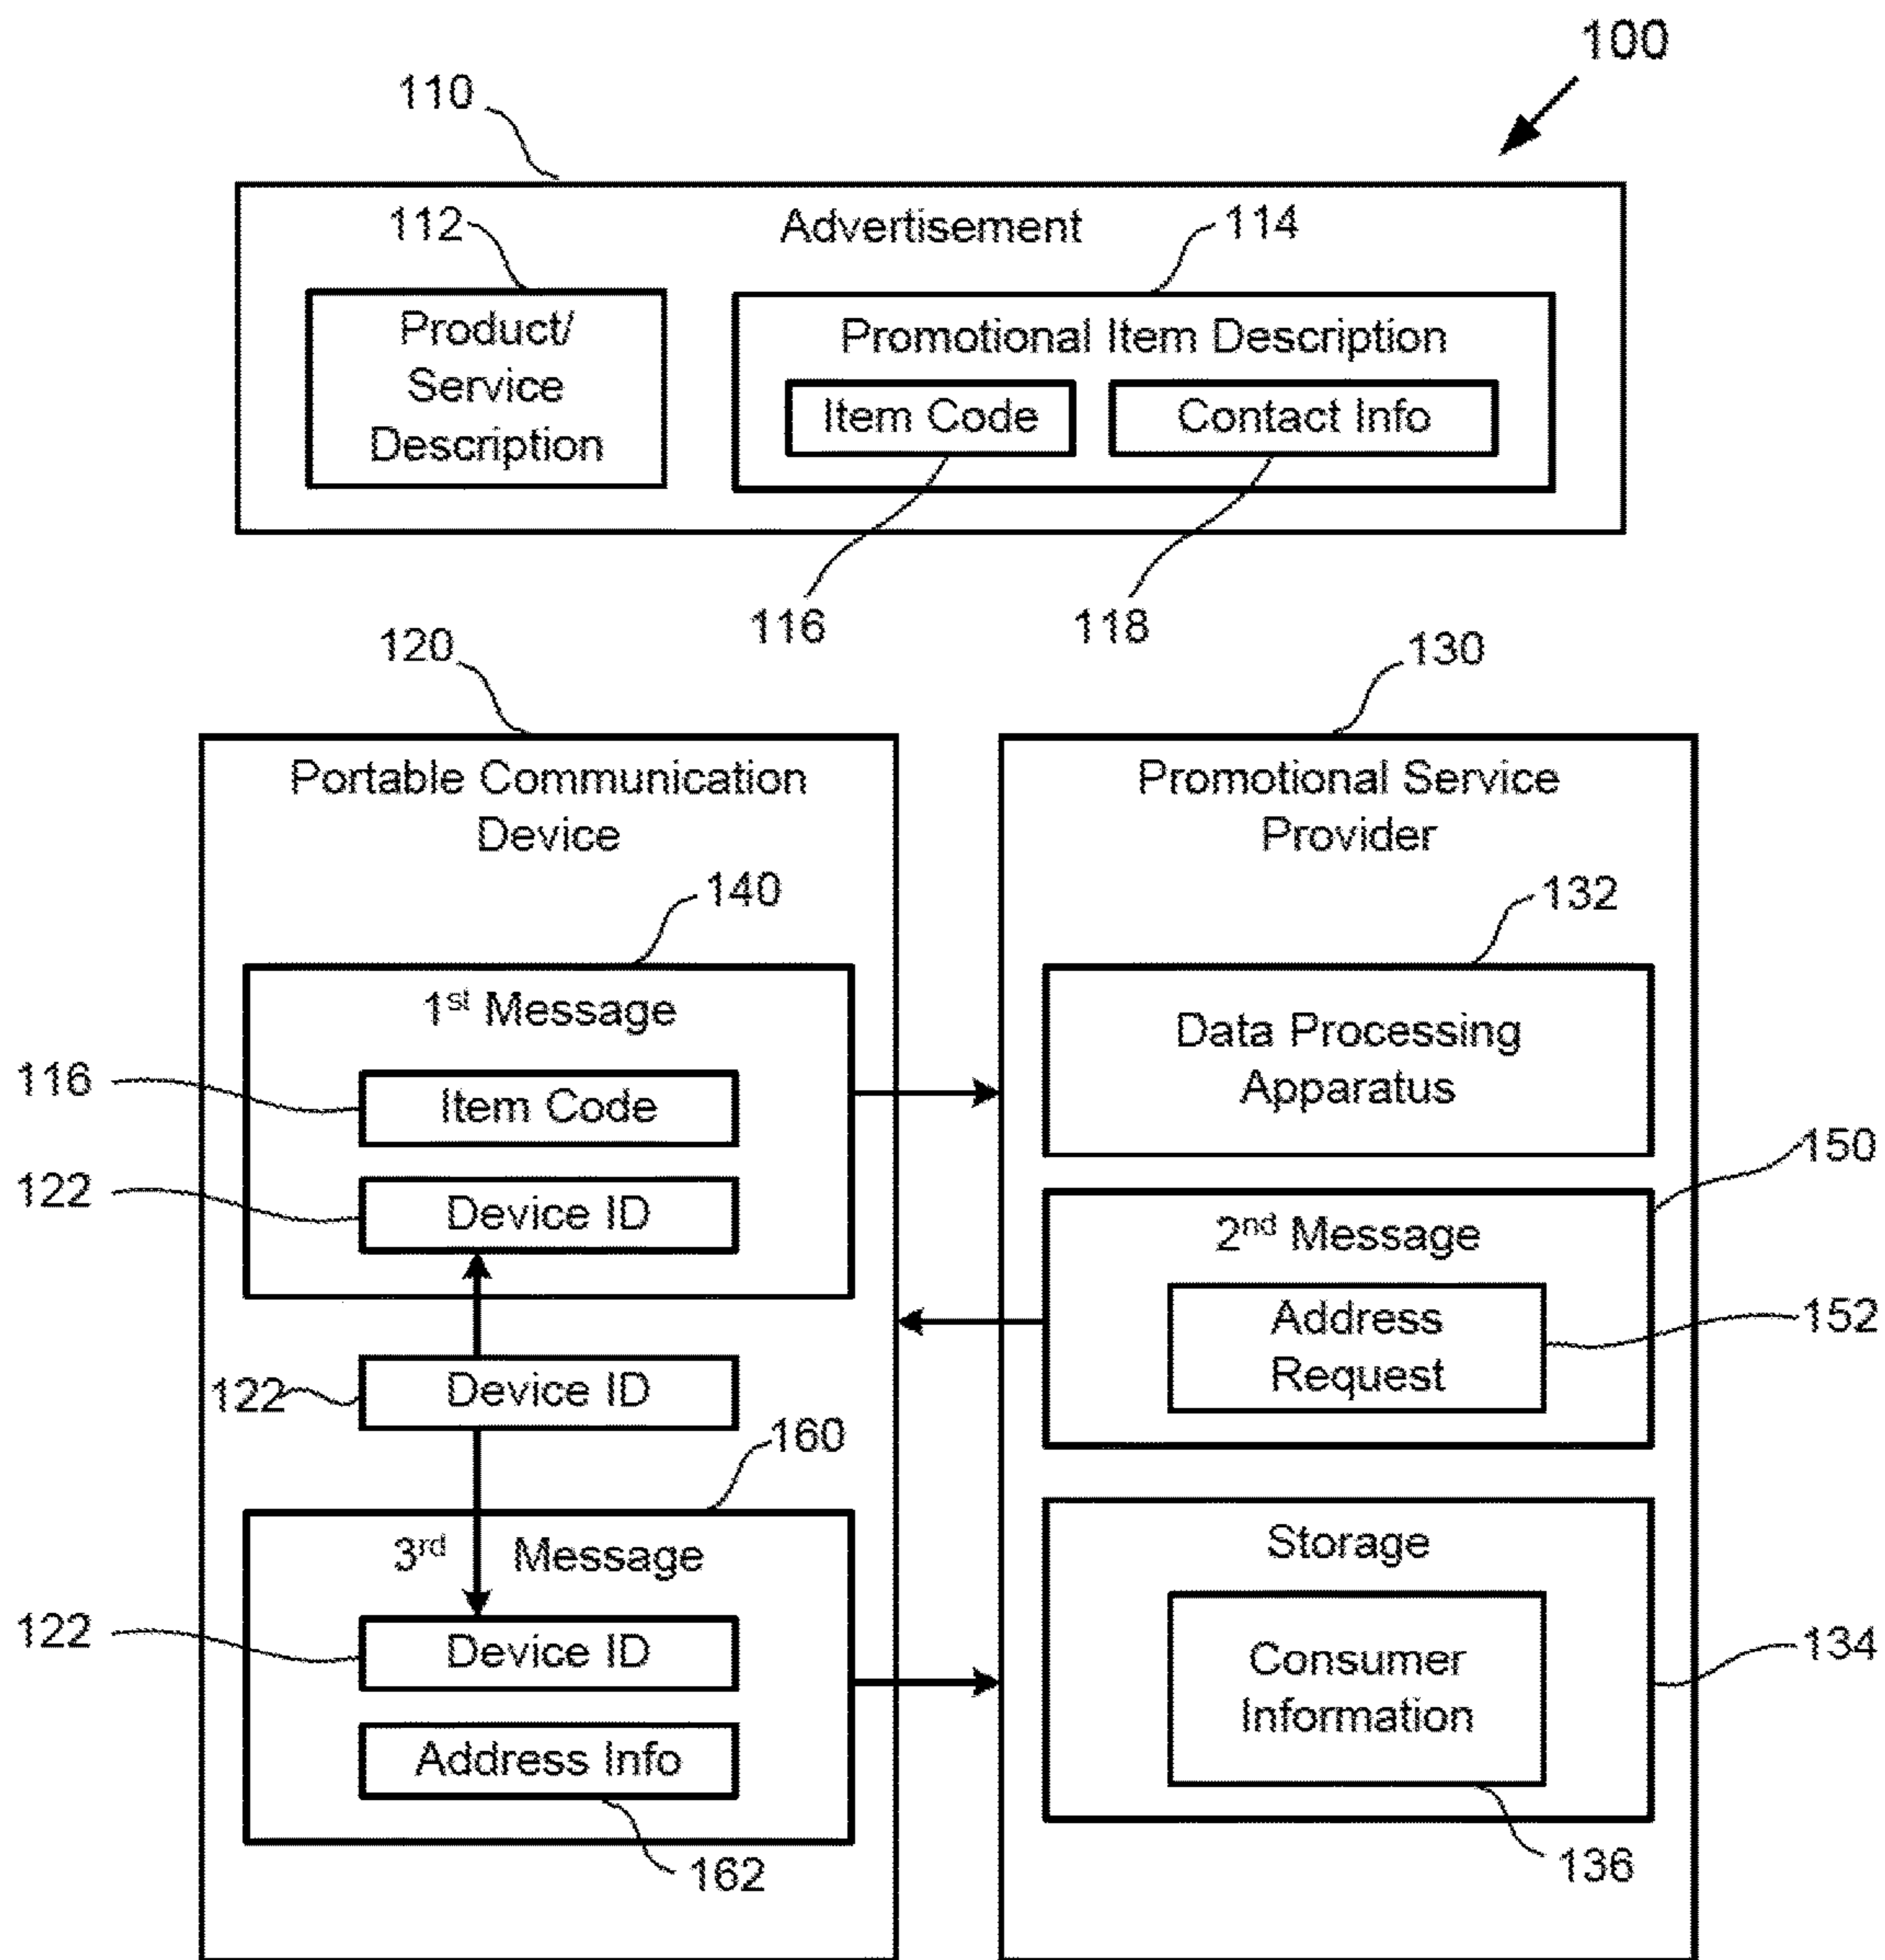 100
110
Advertisement
112
114
Product/
Service
Description
Promotional Item Description
Item Code
Contact Info
116
118
120
130
Portable Communication
Device
Promotional Service
Provider
140
132
1st Message
Data Processing
Apparatus
116
Item Code
150
122
Device ID
2nd Message
Address
Request
152
122
Device ID
160
3rd Message
Storage
122
Device ID
Consumer
Information
134
Address Info
162
136